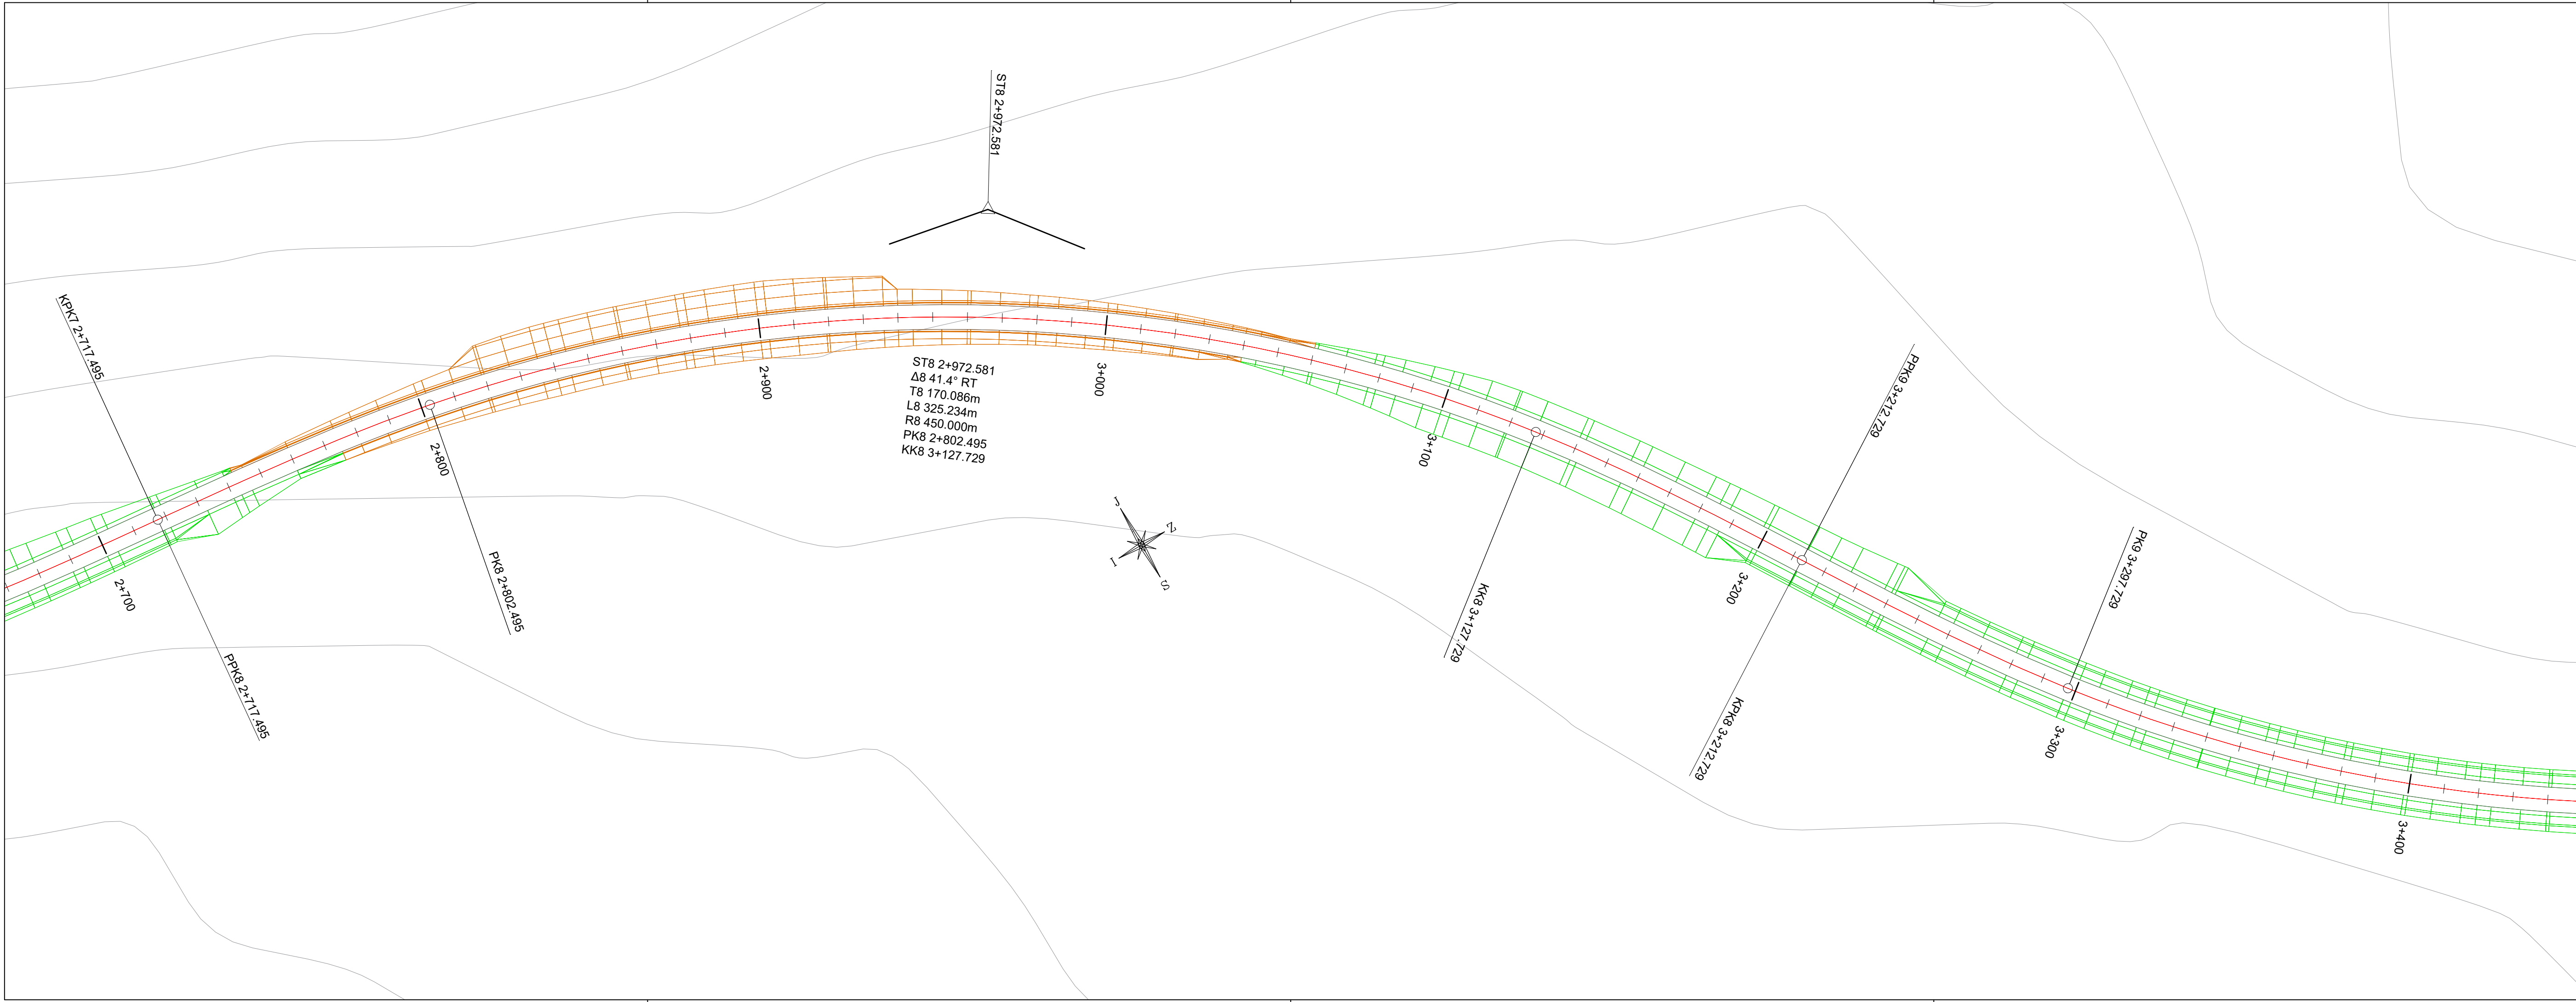 ST8 2+972.581
KPK7 2+717.495
ST8 2+972.581
Δ8 41.4° RT
T8 170.086m
L8 325.234m
R8 450.000m
PK8 2+802.495
KK8 3+127.729
2+900
3+000
2+800
3+100
PPK9 3+212.729
2+700
PK8 2+802.495
J
Z
I
S
KK8 3+127.729
3+200
PK9 3+297.729
PPK8 2+717.495
KPK8 3+212.729
3+300
3+400